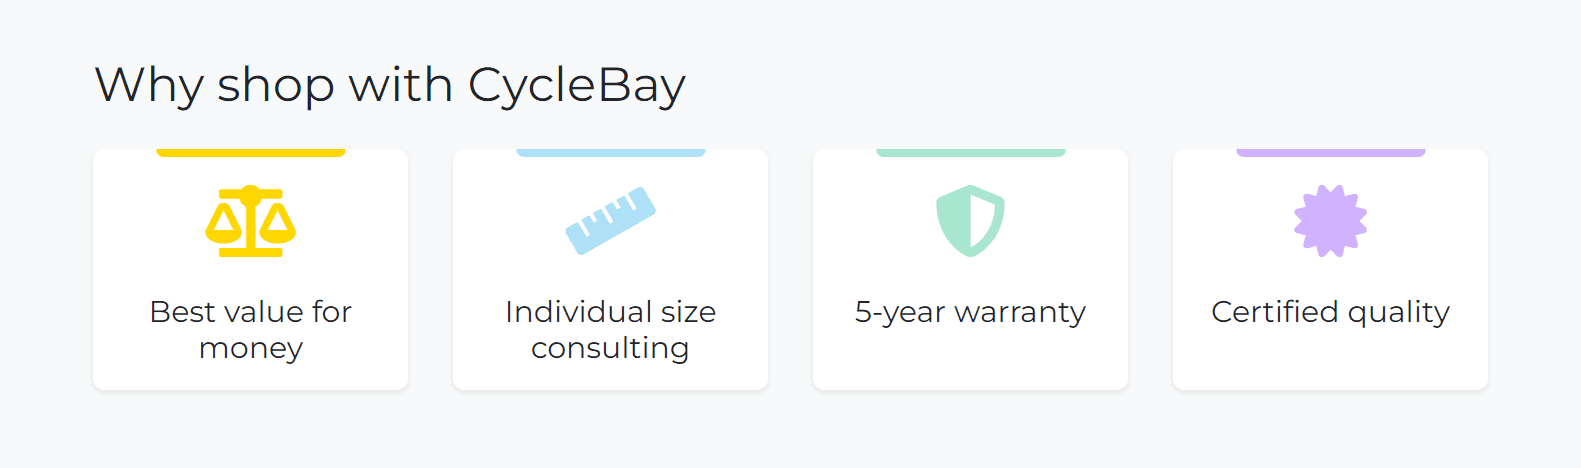 Why shop with CycleBay
Best value for
money
Individual size
consulting
5-year warranty
Certified quality